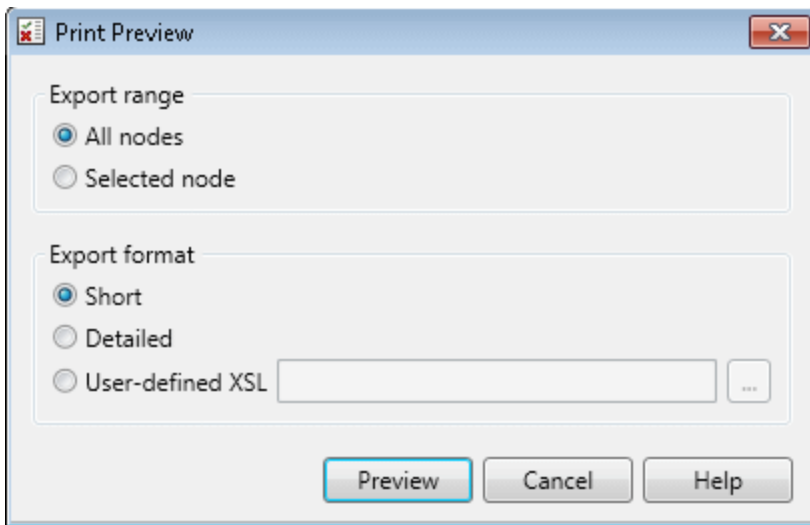 Print Preview
Export range
All nodes
Selected node
Export format
Short
Detailed
User-defined XSL
...
Preview Cancel Help